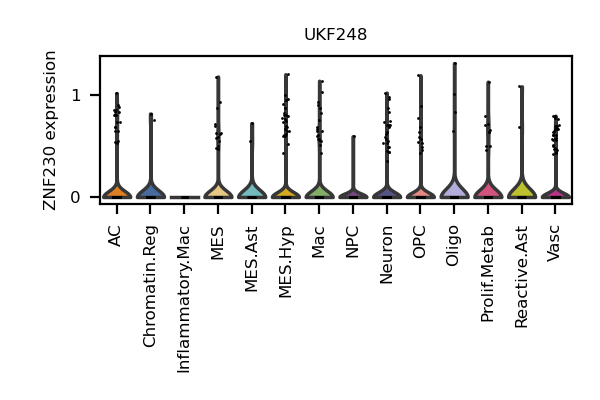 UKF248
ZNF230 expression
1
0
AC
Chromatin.Reg
Inflammatory.Mac
MES
MES.Ast
MES.Hyp
Mac
NPC
Neuron
OPC
Oligo
Prolif.Metab
Reactive.Ast
Vasc